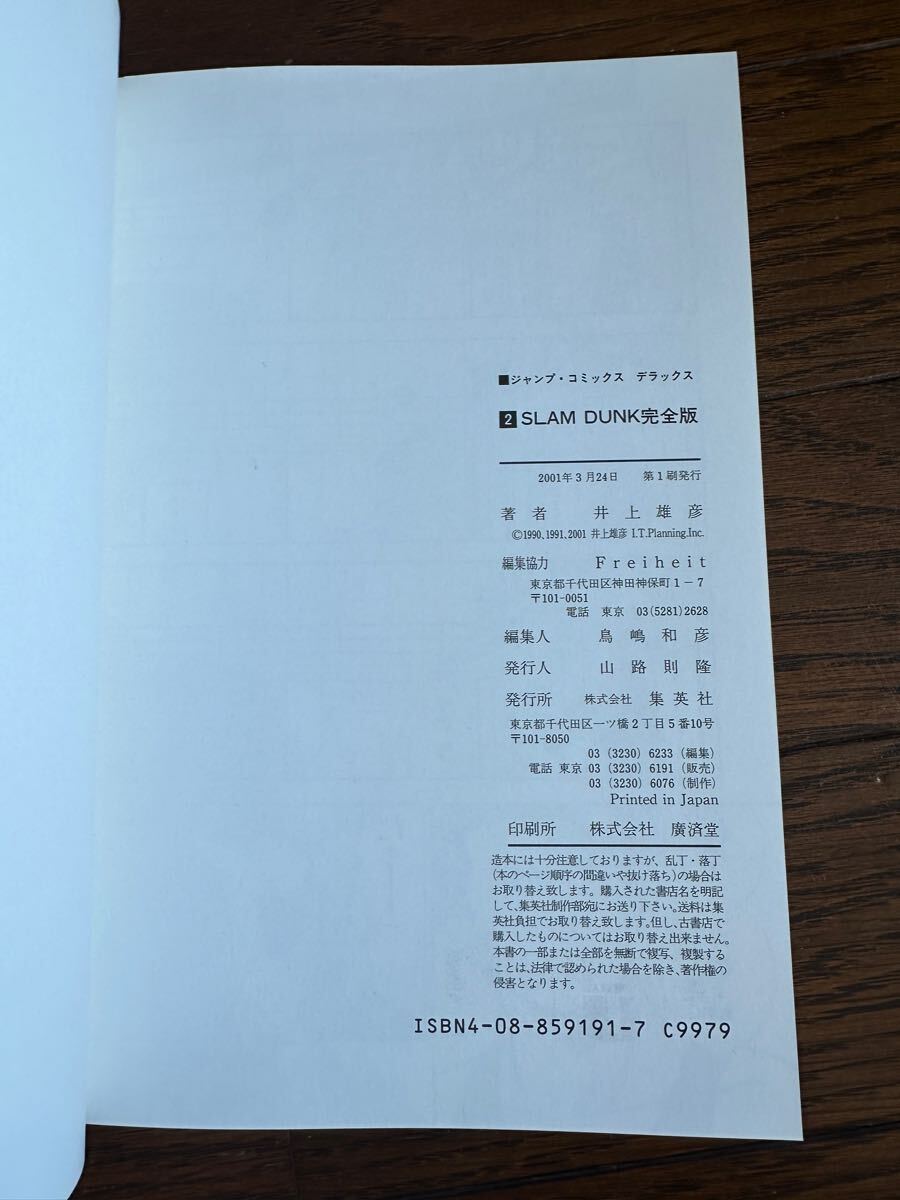 ■ジャンプ・コミックス デラックス
2 SLAM DUNK完全版
2001年3月24日 第1刷発行
著者 井上雄彦
©1990,1991,2001 井上雄彦 I.T.Planning.Inc.
編集協力 Freiheit
東京都千代田区神田神保町1-7
〒101-0051
電話 東京 03(5281)2628
編集人 鳥嶋和彦
発行人 山路則隆
発行所 株式会社 集英社
東京都千代田区一ツ橋2丁目5番10号
〒101-8050
03(3230)6233(編集)
電話 東京 03(3230)6191(販売)
03(3230)6076(制作)
Printed in Japan
印刷所 株式会社 廣済堂
造本には十分注意しておりますが、乱丁・落丁
(本のページ順序の間違いや抜け落ち)の場合は
お取り替え致します。購入された書店名を明記
して、集英社制作部宛にお送り下さい。送料は集
英社負担でお取り替え致します。但し、古書店で
購入したものについてはお取り替え出来ません。
本書の一部または全部を無断で複写、複製する
ことは、法律で認められた場合を除き、著作権の
侵害となります。
ISBN4-08-859191-7 C9979